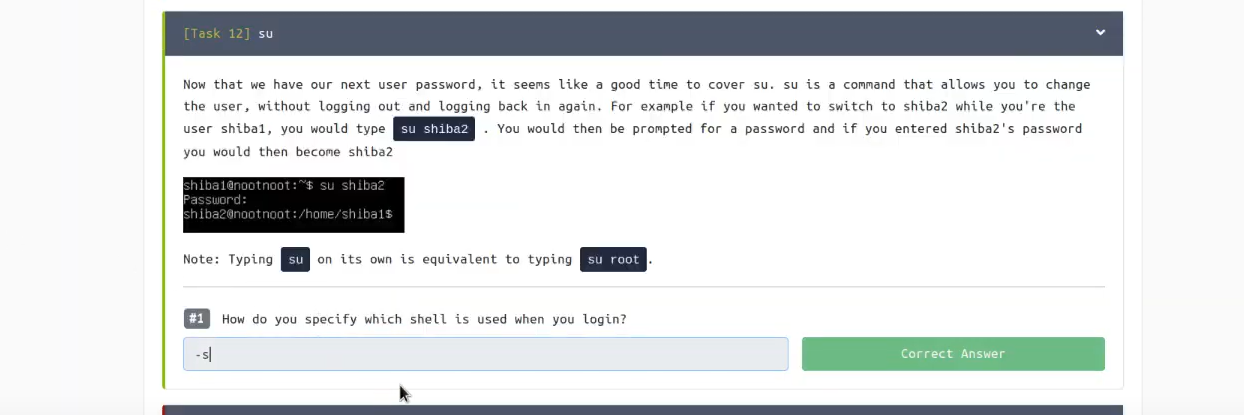 [Task 12] su
Now that we have our next user password, it seems like a good time to cover su. su is a command that allows you to change
the user, without logging out and logging back in again. For example if you wanted to switch to shiba2 while you're the
user shiba1, you would type su shiba2 . You would then be prompted for a password and if you entered shiba2's password
you would then become shiba2
shiba1@nootnoot:~$ su shiba2
Password:
shiba2@nootnoot:/home/shiba1$
Note: Typing su on its own is equivalent to typing su root.
#1 How do you specify which shell is used when you login?
-s Correct Answer